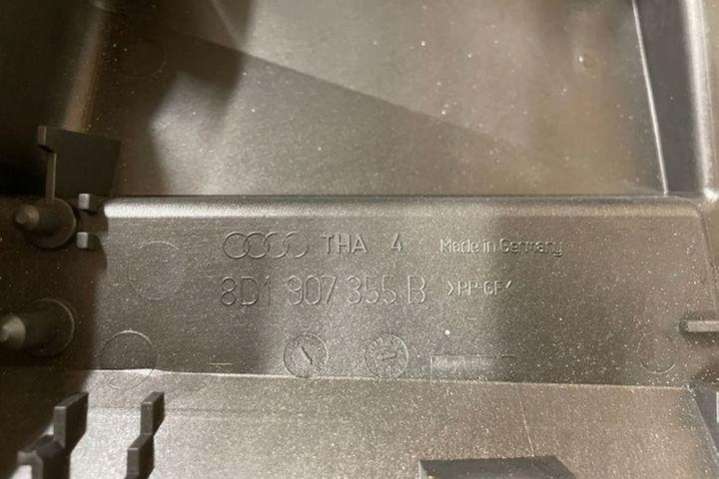 THA 4 Made in Germany
8D1 907 355 B >PP-GF<